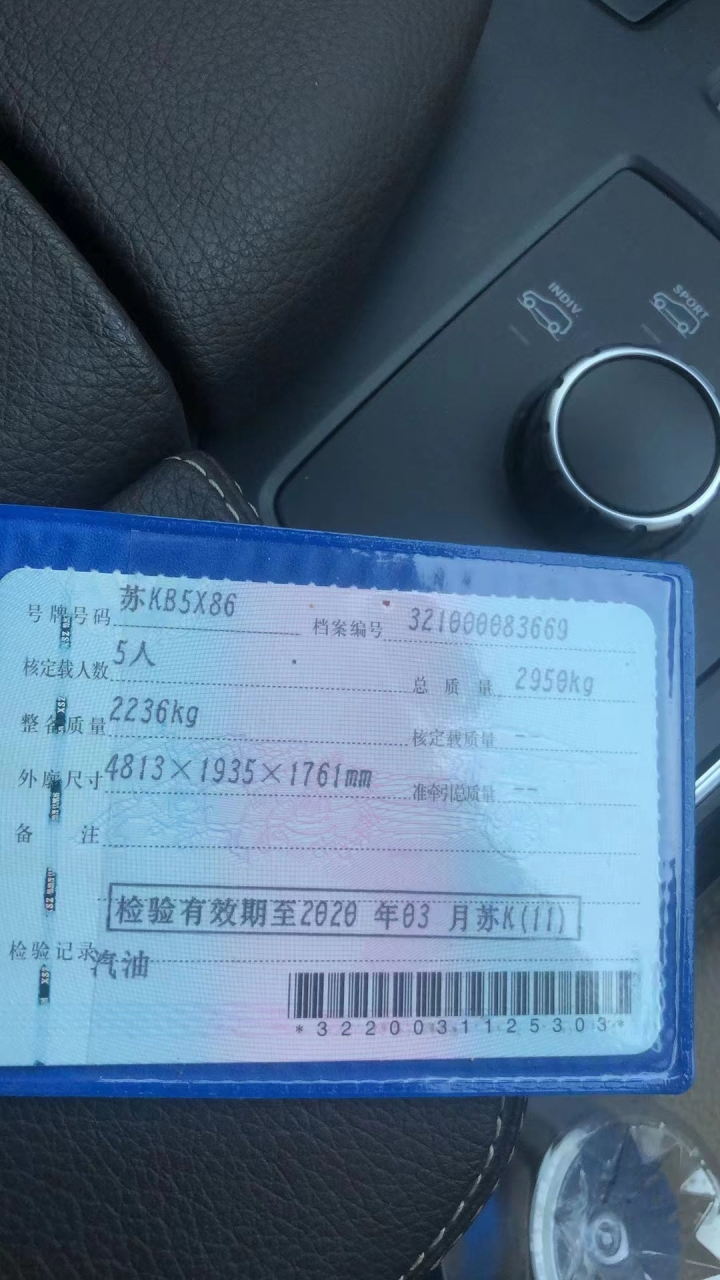 INDIV
SPORT
号牌号码 苏KB5X86 档案编号 321000083669
核定载人数 5人 总质量 2950kg
整备质量 2236kg 核定载质量 --
外廓尺寸 4813×1935×1761mm 准牵引总质量 --
备注
检验有效期至2020年03月苏K(11)
检验记录 汽油
*3220031125303*